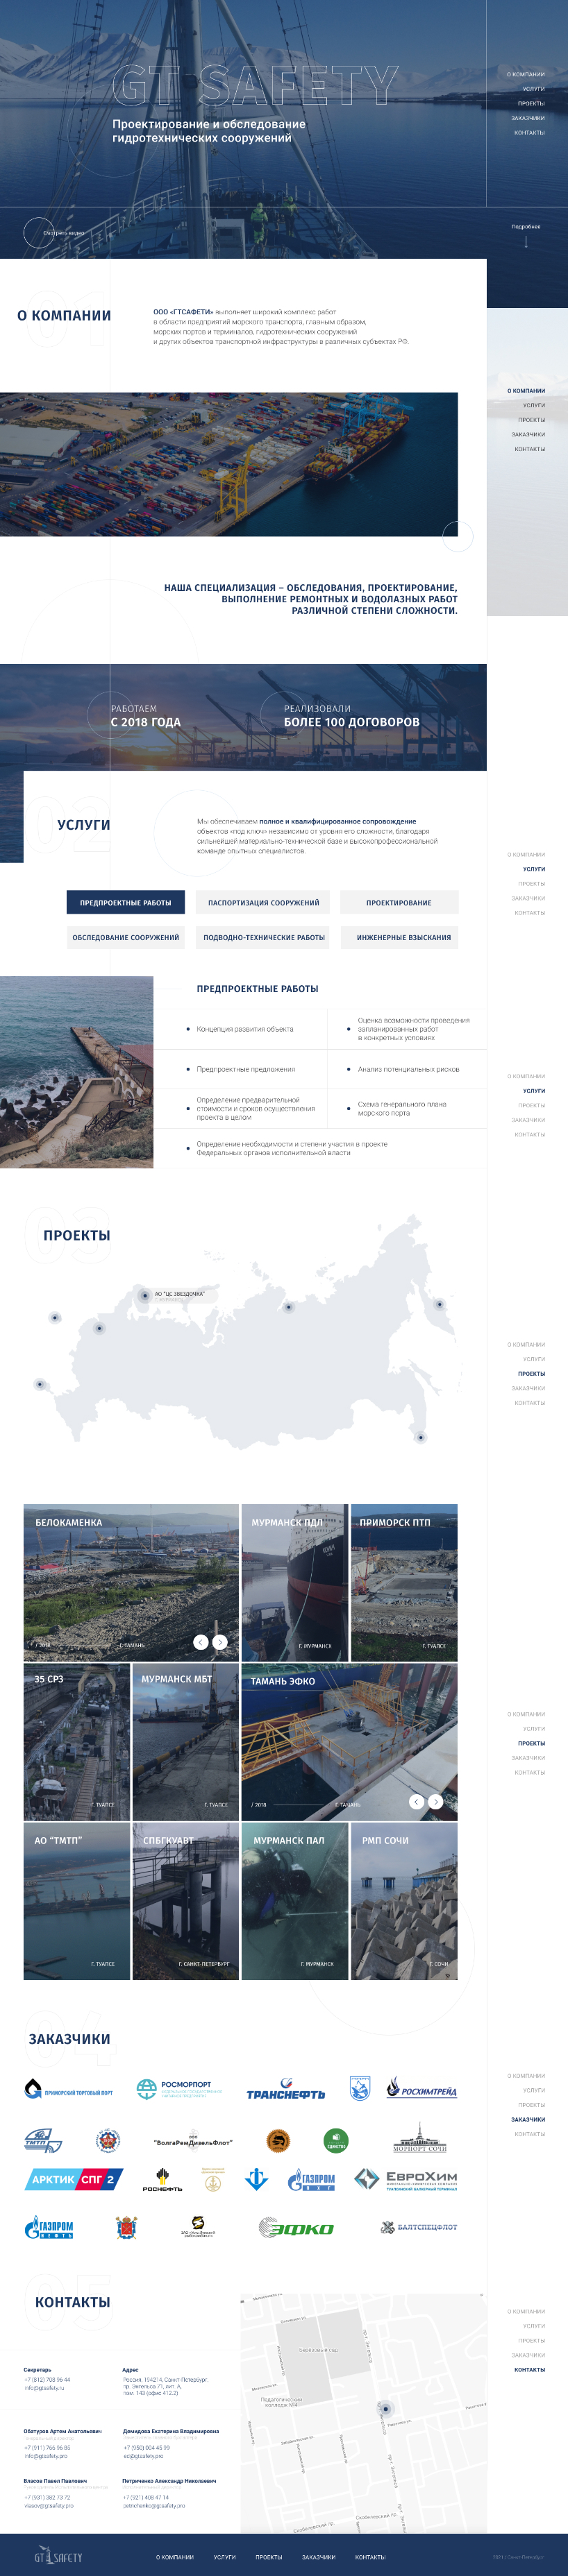 GT SAFETY
Проектирование и обследование
гидротехнических сооружений
О КОМПАНИИ
УСЛУГИ
ПРОЕКТЫ
ЗАКАЗЧИКИ
КОНТАКТЫ
Смотреть видео
Подробнее
01
О КОМПАНИИ
ООО «ГТСАФЕТИ» выполняет широкий комплекс работ
в области предприятий морского транспорта, главным образом,
морских портов и терминалов, гидротехнических сооружений
и других объектов транспортной инфраструктуры в различных субъектах РФ.
О КОМПАНИИ
УСЛУГИ
ПРОЕКТЫ
ЗАКАЗЧИКИ
КОНТАКТЫ
НАША СПЕЦИАЛИЗАЦИЯ – ОБСЛЕДОВАНИЯ, ПРОЕКТИРОВАНИЕ,
ВЫПОЛНЕНИЕ РЕМОНТНЫХ И ВОДОЛАЗНЫХ РАБОТ
РАЗЛИЧНОЙ СТЕПЕНИ СЛОЖНОСТИ.
РАБОТАЕМ
С 2018 ГОДА
РЕАЛИЗОВАЛИ
БОЛЕЕ 100 ДОГОВОРОВ
02
УСЛУГИ
Мы обеспечиваем полное и квалифицированное сопровождение
объектов «под ключ» независимо от уровня его сложности, благодаря
сильнейшей материально-технической базе и высокопрофессиональной
команде опытных специалистов.
О КОМПАНИИ
УСЛУГИ
ПРОЕКТЫ
ЗАКАЗЧИКИ
КОНТАКТЫ
ПРЕДПРОЕКТНЫЕ РАБОТЫ
ПАСПОРТИЗАЦИЯ СООРУЖЕНИЙ
ПРОЕКТИРОВАНИЕ
ОБСЛЕДОВАНИЕ СООРУЖЕНИЙ
ПОДВОДНО-ТЕХНИЧЕСКИЕ РАБОТЫ
ИНЖЕНЕРНЫЕ ВЗЫСКАНИЯ
ПРЕДПРОЕКТНЫЕ РАБОТЫ
Концепция развития объекта
Оценка возможности проведения
запланированных работ
в конкретных условиях
Предпроектные предложения
Анализ потенциальных рисков
Определение предварительной
стоимости и сроков осуществления
проекта в целом
Схема генерального плана
морского порта
Определение необходимости и степени участия в проекте
Федеральных органов исполнительной власти
О КОМПАНИИ
УСЛУГИ
ПРОЕКТЫ
ЗАКАЗЧИКИ
КОНТАКТЫ
03
ПРОЕКТЫ
АО "ЦС ЗВЕЗДОЧКА"
О КОМПАНИИ
УСЛУГИ
ПРОЕКТЫ
ЗАКАЗЧИКИ
КОНТАКТЫ
БЕЛОКАМЕНКА
/ 2018
Г. ТАМАНЬ
МУРМАНСК ПДЛ
Г. МУРМАНСК
ПРИМОРСК ПТП
Г. ТУАПСЕ
35 СРЗ
Г. ТУАПСЕ
МУРМАНСК МБТ
Г. ТУАПСЕ
ТАМАНЬ ЭФКО
/ 2018
Г. ТАМАНЬ
О КОМПАНИИ
УСЛУГИ
ПРОЕКТЫ
ЗАКАЗЧИКИ
КОНТАКТЫ
АО "ТМТП"
Г. ТУАПСЕ
СПБГКУАВТ
Г. САНКТ-ПЕТЕРБУРГ
МУРМАНСК ПАЛ
Г. МУРМАНСК
РМП СОЧИ
Г. СОЧИ
04
ЗАКАЗЧИКИ
О КОМПАНИИ
УСЛУГИ
ПРОЕКТЫ
ЗАКАЗЧИКИ
КОНТАКТЫ
ПРИМОРСКИЙ ТОРГОВЫЙ ПОРТ
РОСМОРПОРТ
ТРАНСНЕФТЬ
РОСХИМТРЕЙД
ТМТП
"ВолгаРемДизельФлот"
МОРПОРТ СОЧИ
АРКТИК СПГ 2
РОСНЕФТЬ
ГАЗПРОМ
ЕвроХим
ГАЗПРОМ
НЕФТЬ
ЭФКО
БАЛТСПЕЦФЛОТ
05
КОНТАКТЫ
О КОМПАНИИ
УСЛУГИ
ПРОЕКТЫ
ЗАКАЗЧИКИ
КОНТАКТЫ
Секретарь
+7 (812) 708 96 44
info@gtsafety.ru
Адрес
Россия, 194214, Санкт-Петербург,
пр. Энгельса 71, лит. А,
пом. 143 (офис 412.2)
Обатуров Артем Анатольевич
+7 (911) 766 96 85
info@gtsafety.pro
Демидова Екатерина Владимировна
+7 (950) 004 45 99
ec@gtsafety.pro
Власов Павел Павлович
+7 (931) 382 73 72
vlasov@gtsafety.pro
Петриченко Александр Николаевич
+7 (921) 408 47 14
petrichenko@gtsafety.pro
Педагогический
колледж №4
Скобелевский пр.
GT SAFETY
О КОМПАНИИ
УСЛУГИ
ПРОЕКТЫ
ЗАКАЗЧИКИ
КОНТАКТЫ